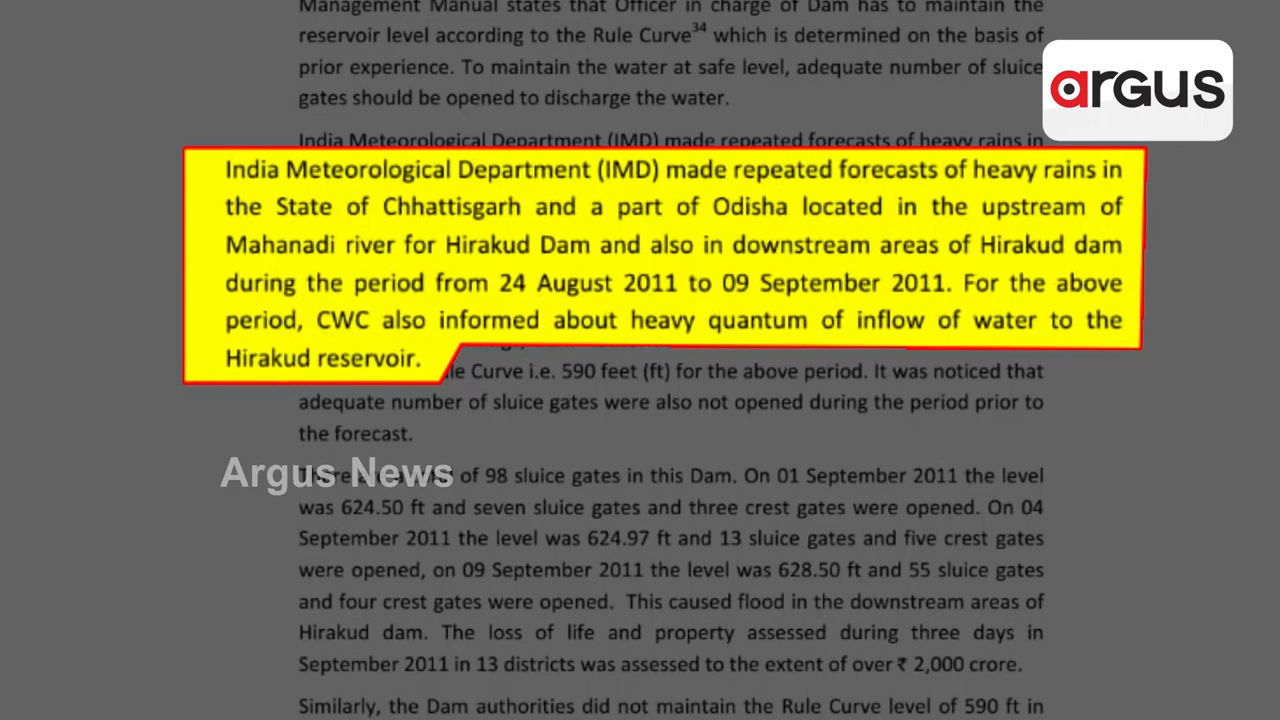 Management Manual states that Officer in charge of Dam has to maintain the
reservoir level according to the Rule Curve34 which is determined on the basis of
prior experience. To maintain the water at safe level, adequate number of sluice
gates should be opened to discharge the water.
argus
India Meteorological Department (IMD) made repeated forecasts of heavy rains in
India Meteorological Department (IMD) made repeated forecasts of heavy rains in
the State of Chhattisgarh and a part of Odisha located in the upstream of
Mahanadi river for Hirakud Dam and also in downstream areas of Hirakud dam
during the period from 24 August 2011 to 09 September 2011. For the above
period, CWC also informed about heavy quantum of inflow of water to the
Hirakud reservoir.
Curve i.e. 590 feet (ft) for the above period. It was noticed that
adequate number of sluice gates were also not opened during the period prior to
the forecast.
Argus News
of 98 sluice gates in this Dam. On 01 September 2011 the level
was 624.50 ft and seven sluice gates and three crest gates were opened. On 04
September 2011 the level was 624.97 ft and 13 sluice gates and five crest gates
were opened, on 09 September 2011 the level was 628.50 ft and 55 sluice gates
and four crest gates were opened. This caused flood in the downstream areas of
Hirakud dam. The loss of life and property assessed during three days in
September 2011 in 13 districts was assessed to the extent of over ₹ 2,000 crore.
Similarly, the Dam authorities did not maintain the Rule Curve level of 590 ft in